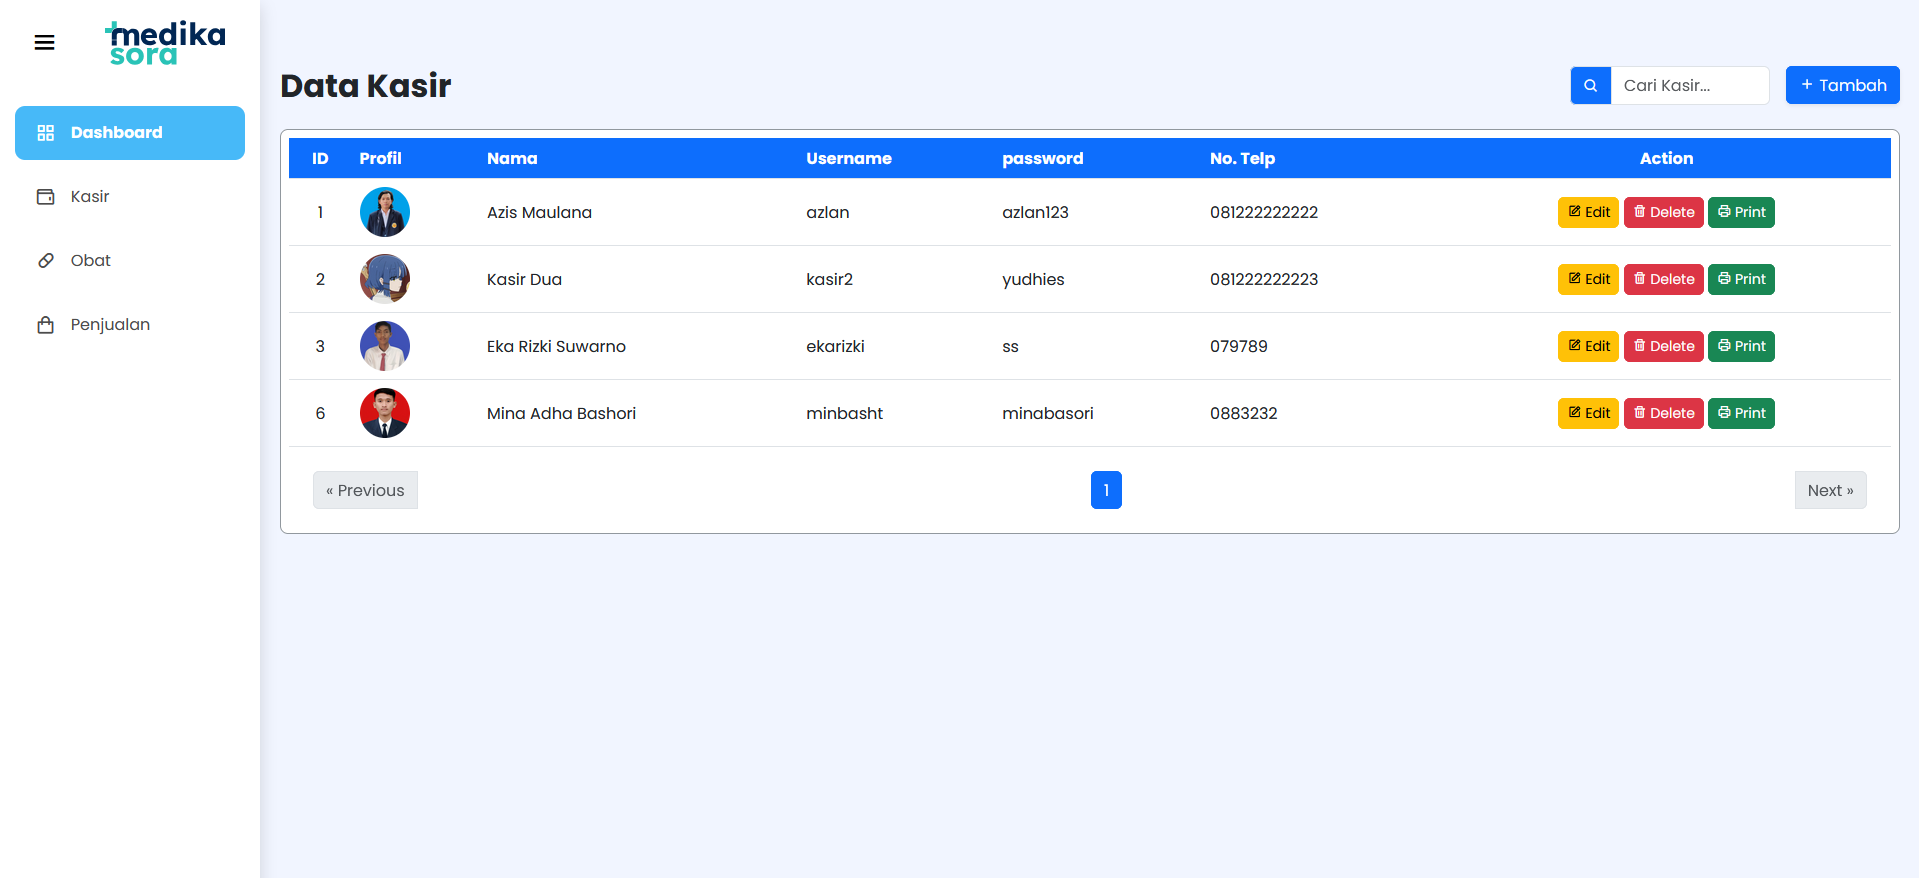 medika
sora
Dashboard
Kasir
Obat
Penjualan
Data Kasir
Cari Kasir...
+ Tambah
ID Profil Nama Username password No. Telp Action
1 Azis Maulana azlan azlan123 081222222222 Edit Delete Print
2 Kasir Dua kasir2 yudhies 081222222223 Edit Delete Print
3 Eka Rizki Suwarno ekarizki ss 079789 Edit Delete Print
6 Mina Adha Bashori minbasht minabasori 0883232 Edit Delete Print
« Previous 1 Next »